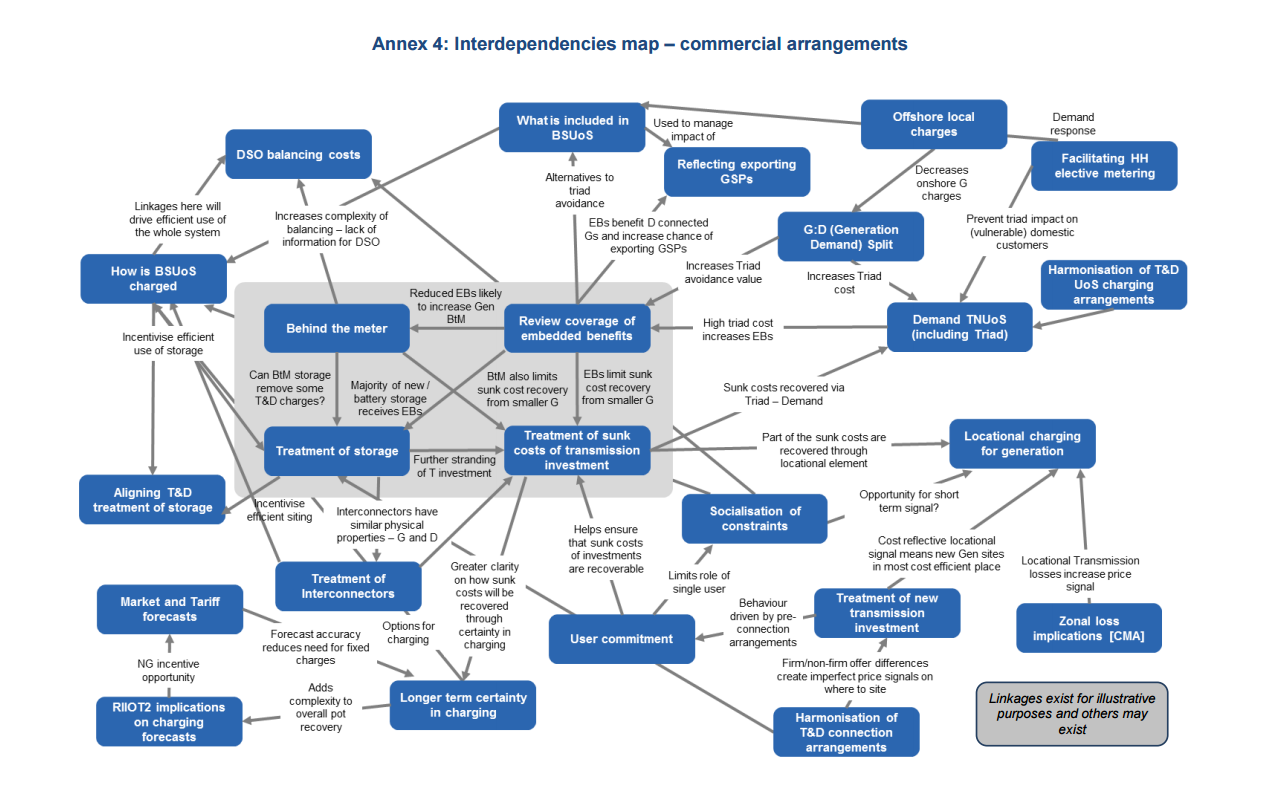 Annex 4: Interdependencies map – commercial arrangements
What is included in
BSUoS
Offshore local
charges
Used to manage
impact of
Demand
response
DSO balancing costs
Reflecting exporting
GSPs
Facilitating HH
elective metering
Alternatives to
triad
avoidance
Decreases
onshore G
charges
Linkages here will
drive efficient use of
the whole system
Increases complexity of
balancing – lack of
information for DSO
EBs benefit D connected
Gs and increase chance of
exporting GSPs
G:D (Generation
Demand) Split
Prevent triad impact on
(vulnerable) domestic
customers
How is BSUoS
charged
Increases Triad
avoidance value
Increases Triad
cost
Harmonisation of T&D
UoS charging
arrangements
Reduced EBs likely
to increase Gen
BtM
Behind the meter
Review coverage of
embedded benefits
High triad cost
increases EBs
Demand TNUoS
(including Triad)
Incentivise efficient
use of storage
Can BtM storage
remove some
T&D charges?
Majority of new /
battery storage
receives EBs
BtM also limits
sunk cost recovery
from smaller G
EBs limit sunk
cost recovery
from smaller G
Sunk costs recovered via
Triad – Demand
Treatment of storage
Further stranding
of T investment
Treatment of sunk
costs of transmission
investment
Part of the sunk costs are
recovered through
locational element
Locational charging
for generation
Aligning T&D
treatment of storage
Incentivise
efficient siting
Interconnectors have
similar physical
properties – G and D
Socialisation of
constraints
Opportunity for short
term signal?
Helps ensure
that sunk costs
of investments
are recoverable
Cost reflective locational
signal means new Gen sites
in most cost efficient place
Greater clarity
on how sunk
costs will be
recovered
through
certainty in
charging
Locational Transmission
losses increase price
signal
Treatment of
Interconnectors
Limits role of
single user
Market and Tariff
forecasts
Options for
charging
Behaviour
driven by pre-
connection
arrangements
Treatment of new
transmission
investment
Zonal loss
implications [CMA]
Forecast accuracy
reduces need for fixed
charges
User commitment
NG incentive
opportunity
Firm/non-firm offer differences
create imperfect price signals on
where to site
RIIOT2 implications
on charging
forecasts
Adds
complexity to
overall pot
recovery
Longer term certainty
in charging
Harmonisation of
T&D connection
arrangements
Linkages exist for illustrative
purposes and others may
exist